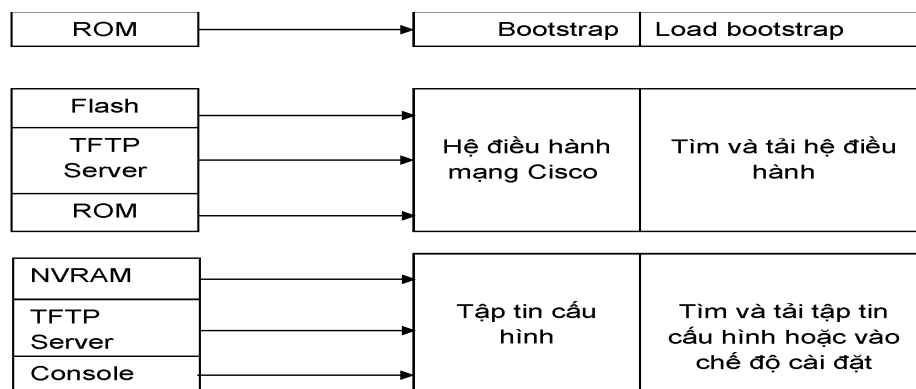 ROM
Bootstrap
Load bootstrap
Flash
TFTP
Server
ROM
Hệ điều hành
mạng Cisco
Tìm và tải hệ điều
hành
NVRAM
TFTP
Server
Console
Tập tin cấu
hình
Tìm và tải tập tin
cấu hình hoặc vào
chế độ cài đặt